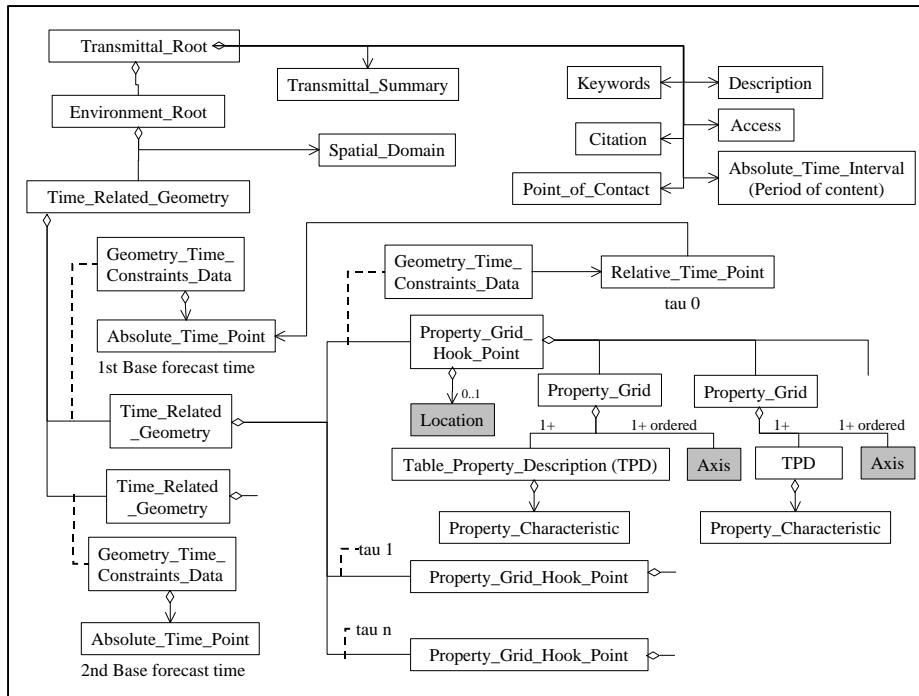 Transmittal_Root
Transmittal_Summary
Keywords
Description
Environment_Root
Citation
Access
Spatial_Domain
Point_of_Contact
Absolute_Time_Interval
(Period of content)
Time_Related_Geometry
Geometry_Time_
Constraints_Data
Geometry_Time_
Constraints_Data
Relative_Time_Point
tau 0
Absolute_Time_Point
1st Base forecast time
Property_Grid_
Hook_Point
0..1
Location
Property_Grid
Property_Grid
Time_Related
_Geometry
1+
1+ ordered
1+
1+ ordered
Table_Property_Description (TPD)
Axis
TPD
Axis
Time_Related
_Geometry
Property_Characteristic
Property_Characteristic
Geometry_Time_
Constraints_Data
tau 1
Property_Grid_Hook_Point
Absolute_Time_Point
2nd Base forecast time
tau n
Property_Grid_Hook_Point